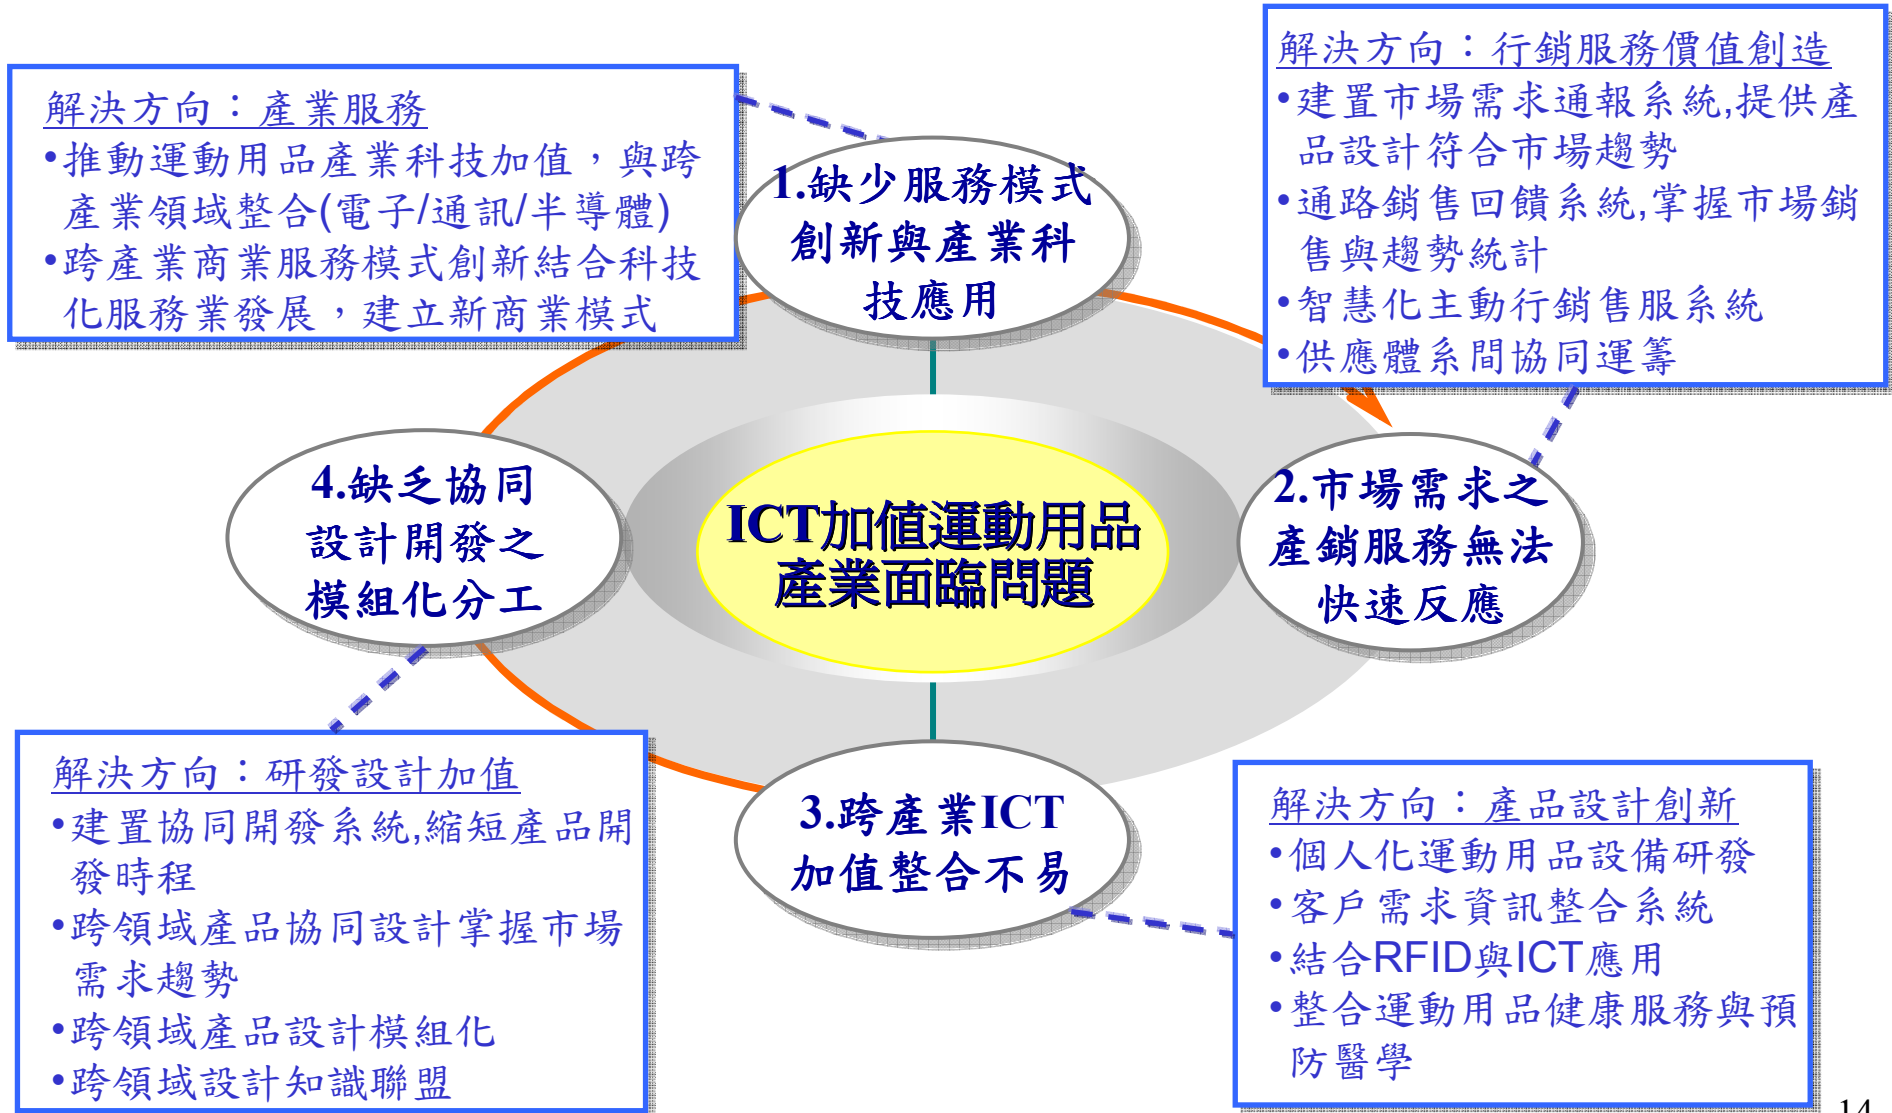 解決方向：產業服務
•推動運動用品產業科技加值，與跨
產業領域整合(電子/通訊/半導體)
•跨產業商業服務模式創新結合科技
化服務業發展，建立新商業模式
1.缺少服務模式
創新與產業科
技應用
解決方向：行銷服務價值創造
•建置市場需求通報系統,提供產
品設計符合市場趨勢
•通路銷售回饋系統,掌握市場銷
售與趨勢統計
•智慧化主動行銷售服系統
•供應體系間協同運籌
4.缺乏協同
設計開發之
模組化分工
ICT加值運動用品
產業面臨問題
2.市場需求之
產銷服務無法
快速反應
解決方向：研發設計加值
•建置協同開發系統,縮短產品開
發時程
•跨領域產品協同設計掌握市場
需求趨勢
•跨領域產品設計模組化
•跨領域設計知識聯盟
3.跨產業ICT
加值整合不易
解決方向：產品設計創新
•個人化運動用品設備研發
•客戶需求資訊整合系統
•結合RFID與ICT應用
•整合運動用品健康服務與預
防醫學
14